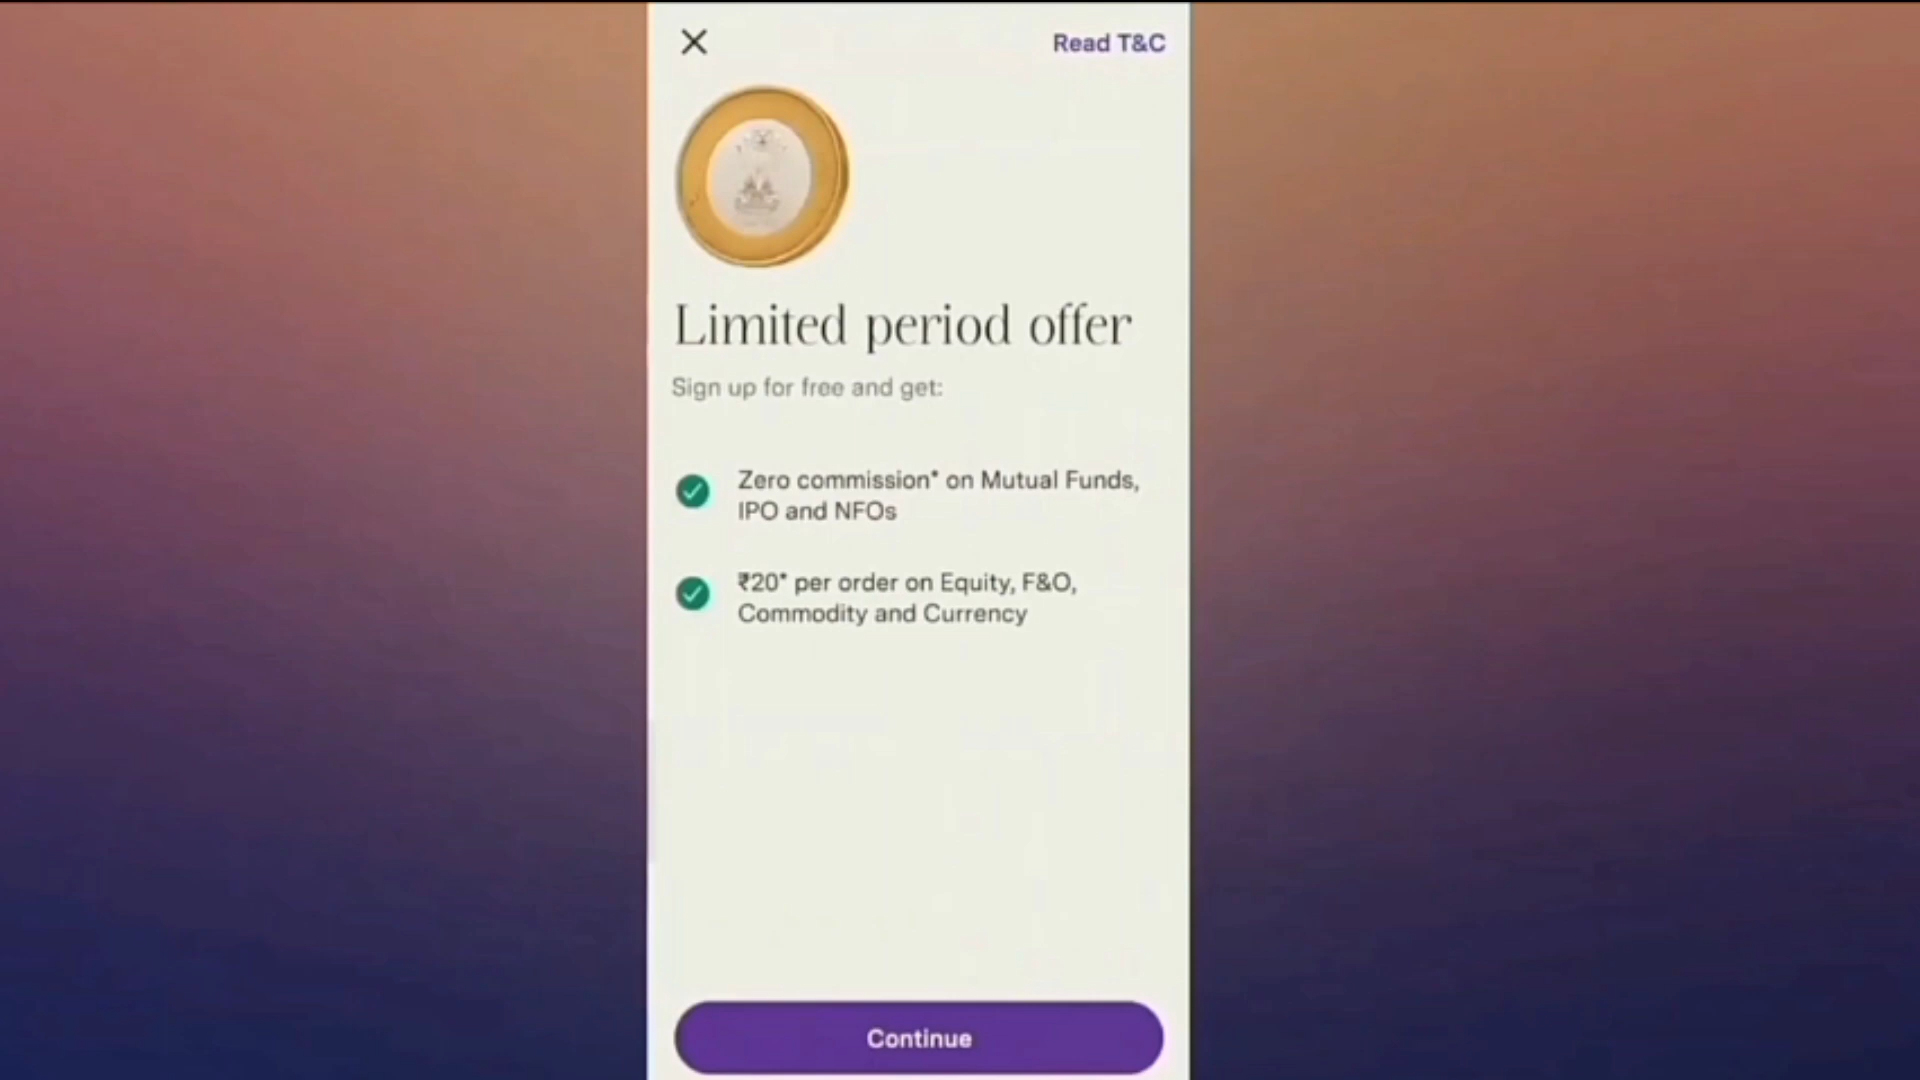 Read T&C
Limited period offer
Sign up for free and get:
Zero commission* on Mutual Funds,
IPO and NFOs
₹20* per order on Equity, F&O,
Commodity and Currency
Continue